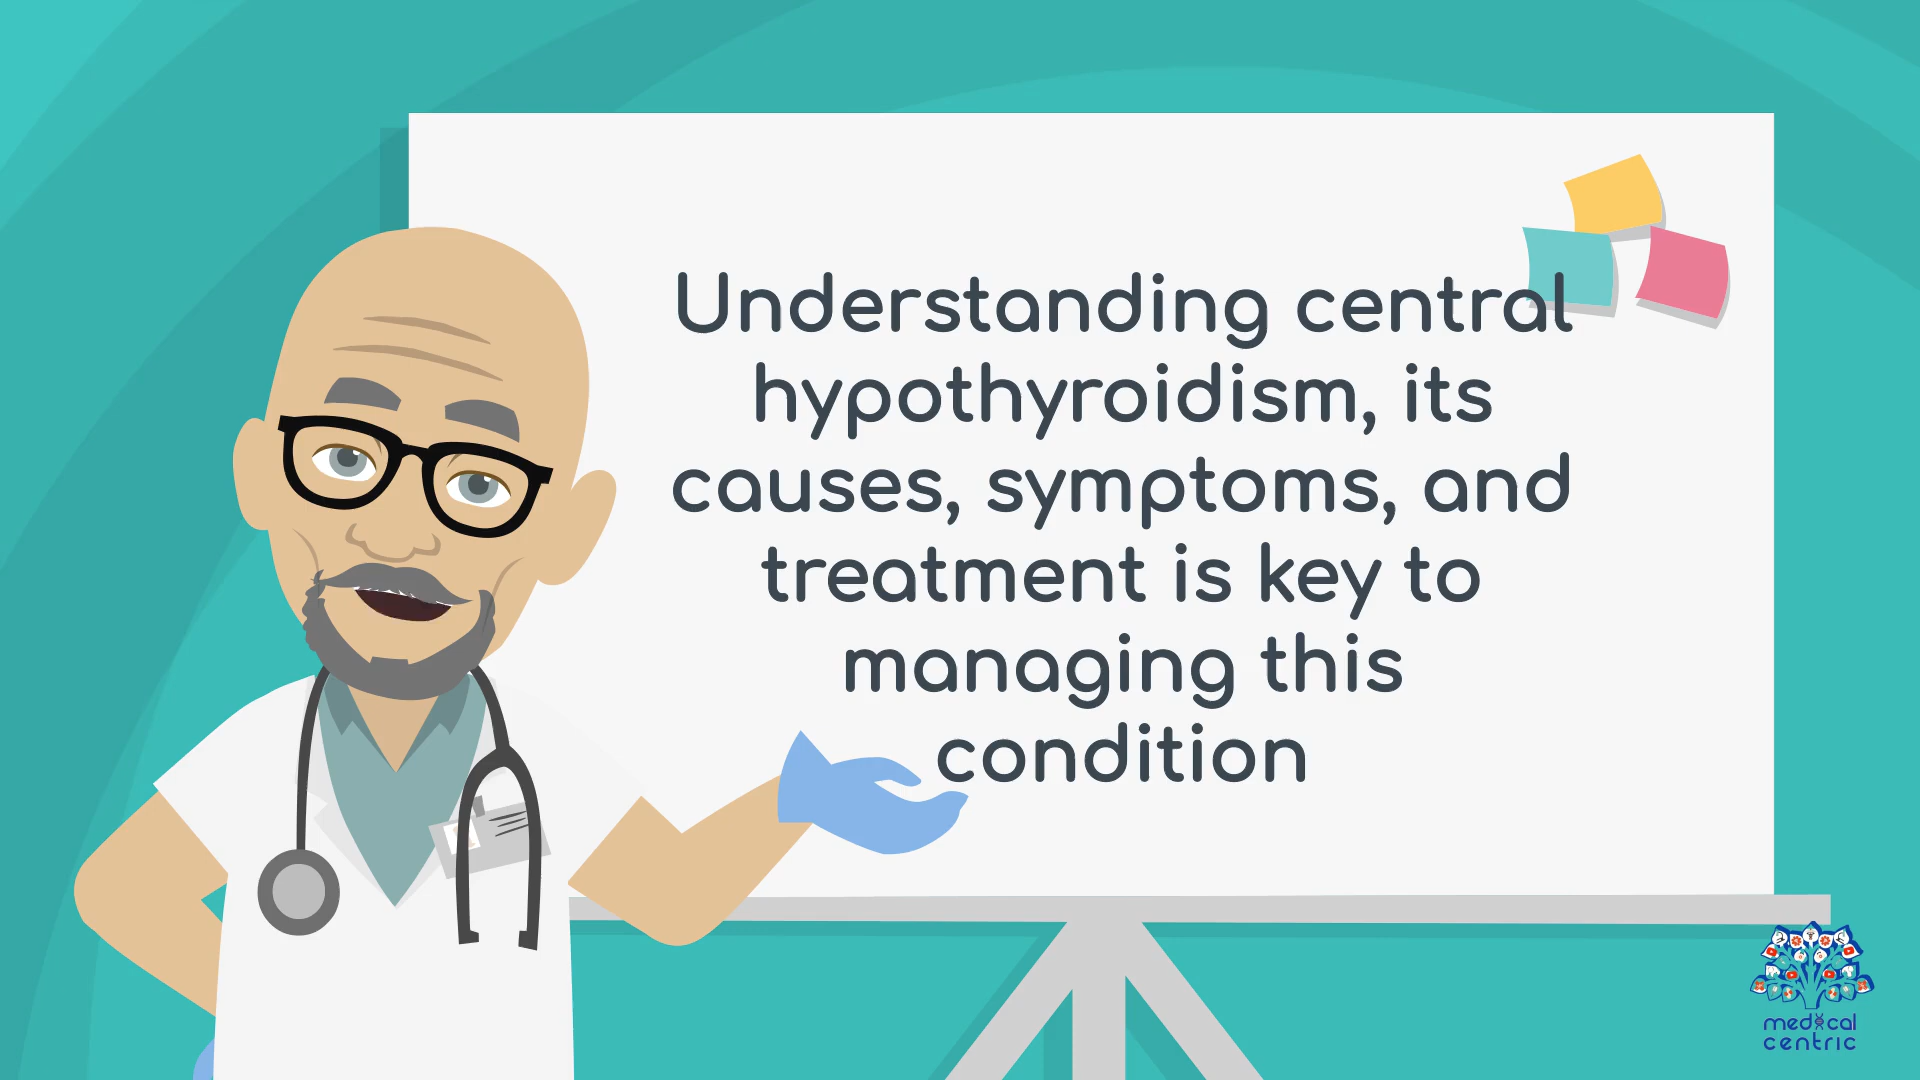 Understanding central
hypothyroidism, its
causes, symptoms, and
treatment is key to
managing this
condition
medical
centric